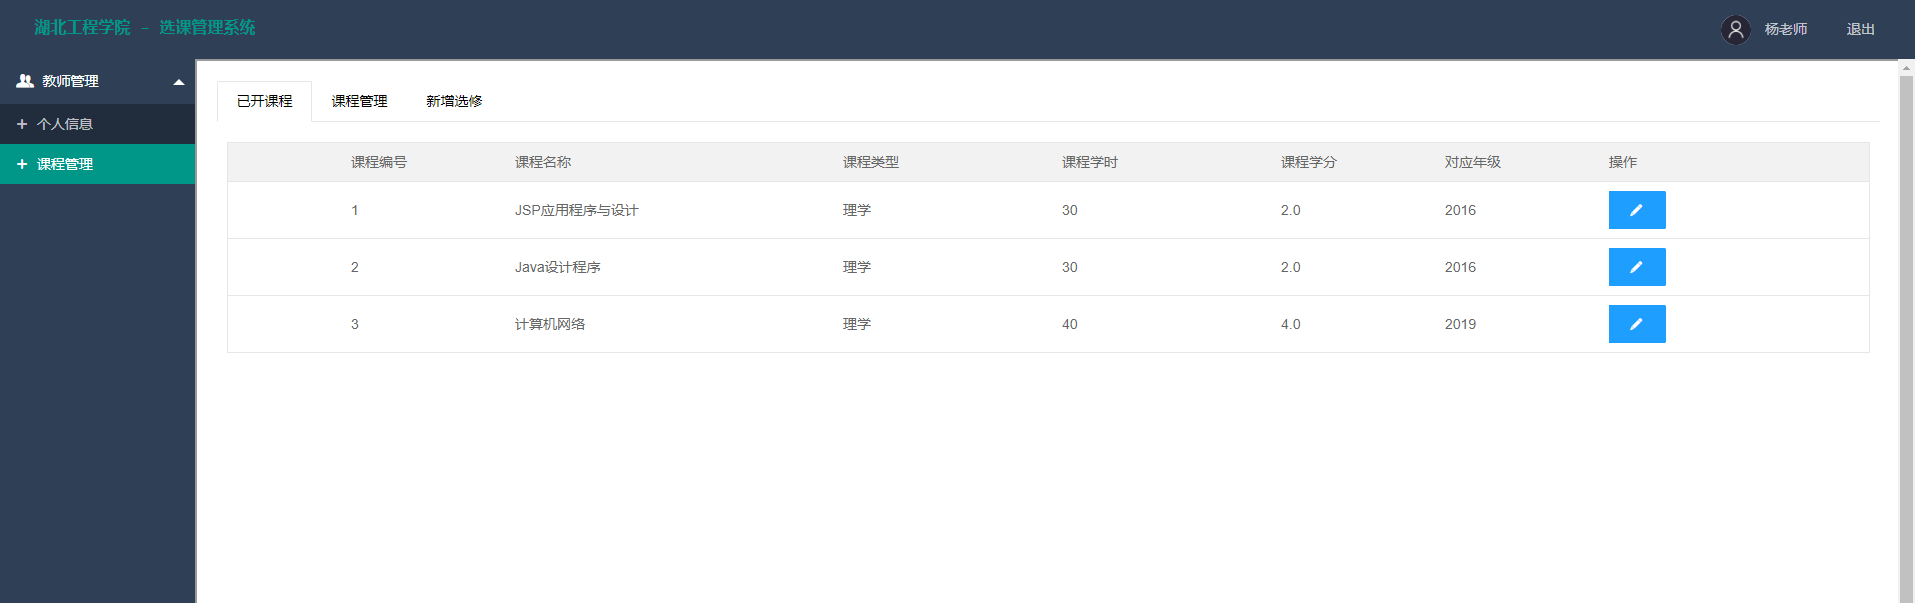 湖北工程学院 - 选课管理系统
杨老师 退出
教师管理
个人信息
课程管理
已开课程 课程管理 新增选修
课程编号 课程名称 课程类型 课程学时 课程学分 对应年级 操作
1 JSP应用程序与设计 理学 30 2.0 2016
2 Java设计程序 理学 30 2.0 2016
3 计算机网络 理学 40 4.0 2019